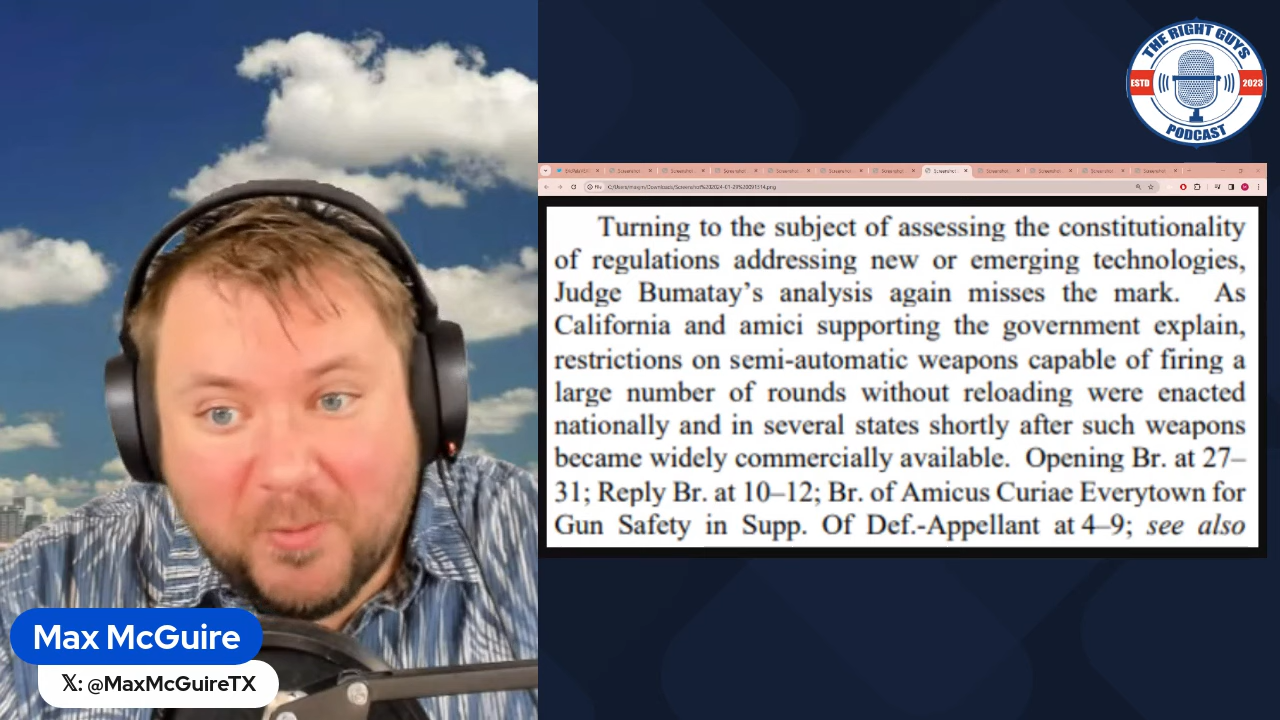 THE RIGHT GUYS
ESTD 2023
PODCAST
Turning to the subject of assessing the constitutionality
of regulations addressing new or emerging technologies,
Judge Bumatay's analysis again misses the mark. As
California and amici supporting the government explain,
restrictions on semi-automatic weapons capable of firing a
large number of rounds without reloading were enacted
nationally and in several states shortly after such weapons
became widely commercially available. Opening Br. at 27–
31; Reply Br. at 10–12; Br. of Amicus Curiae Everytown for
Gun Safety in Supp. Of Def.-Appellant at 4–9; see also
Max McGuire
𝕏: @MaxMcGuireTX